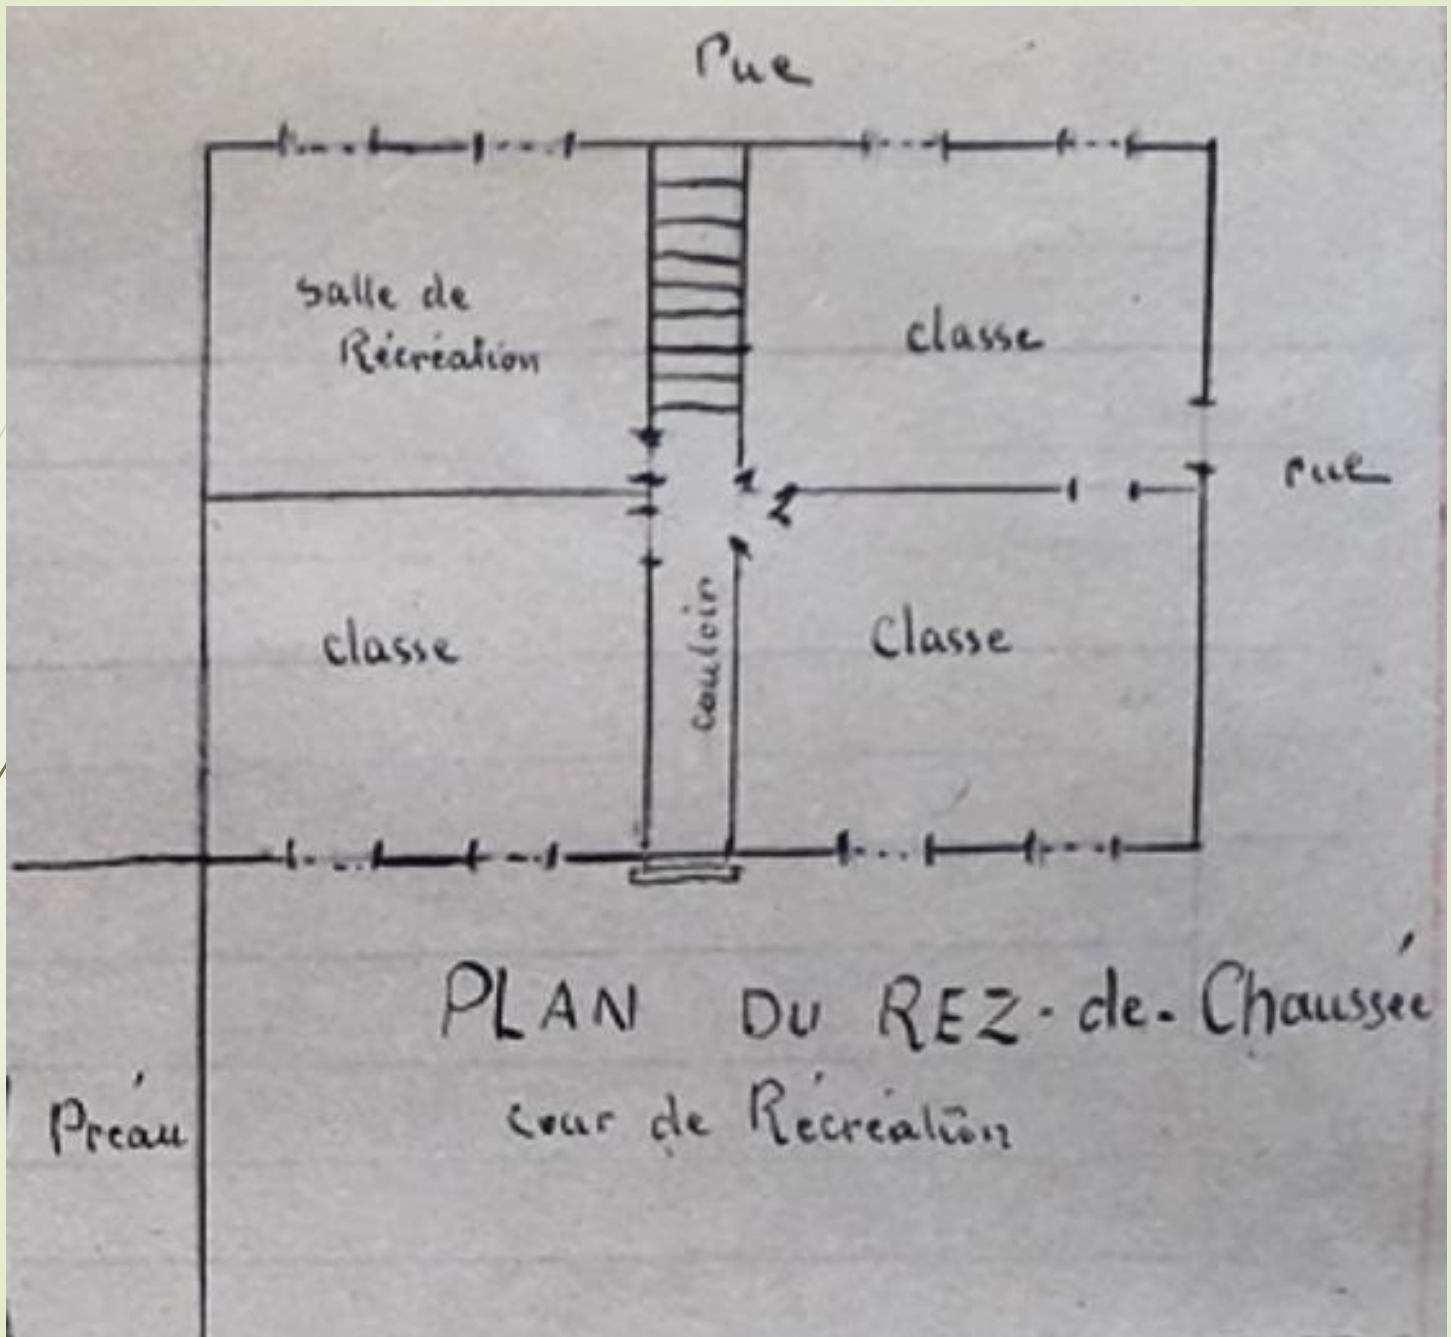 Rue
salle de
Récréation
classe
rue
classe
couloir
Classe
PLAN DU REZ-de-Chaussée
Préau
cour de Récréation